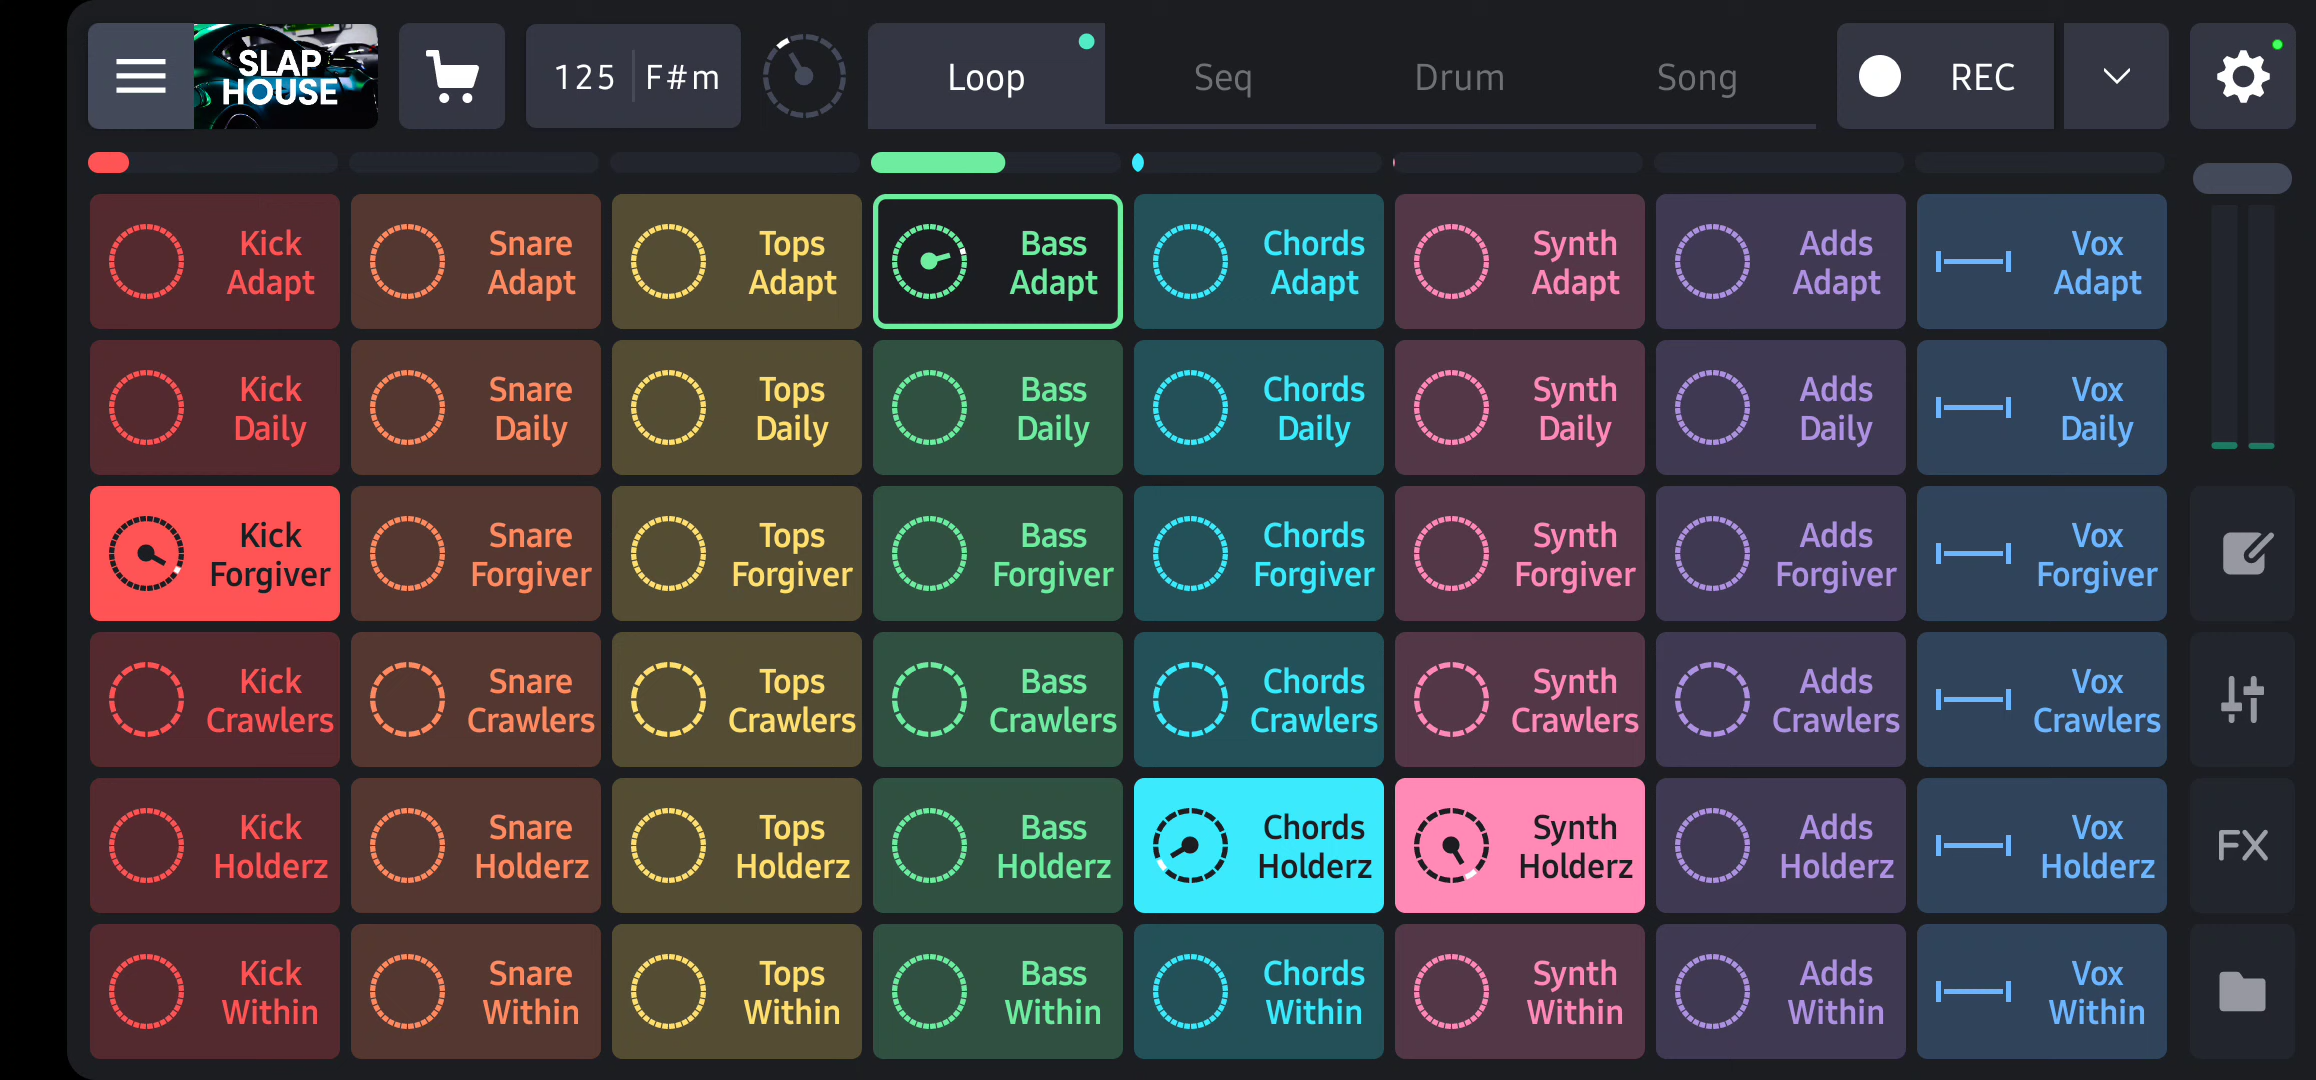 SLAP
HOUSE
125 F#m
Loop
Seq
Drum
Song
REC
Kick
Adapt
Snare
Adapt
Tops
Adapt
Bass
Adapt
Chords
Adapt
Synth
Adapt
Adds
Adapt
Vox
Adapt
Kick
Daily
Snare
Daily
Tops
Daily
Bass
Daily
Chords
Daily
Synth
Daily
Adds
Daily
Vox
Daily
Kick
Forgiver
Snare
Forgiver
Tops
Forgiver
Bass
Forgiver
Chords
Forgiver
Synth
Forgiver
Adds
Forgiver
Vox
Forgiver
Kick
Crawlers
Snare
Crawlers
Tops
Crawlers
Bass
Crawlers
Chords
Crawlers
Synth
Crawlers
Adds
Crawlers
Vox
Crawlers
Kick
Holderz
Snare
Holderz
Tops
Holderz
Bass
Holderz
Chords
Holderz
Synth
Holderz
Adds
Holderz
Vox
Holderz
FX
Kick
Within
Snare
Within
Tops
Within
Bass
Within
Chords
Within
Synth
Within
Adds
Within
Vox
Within